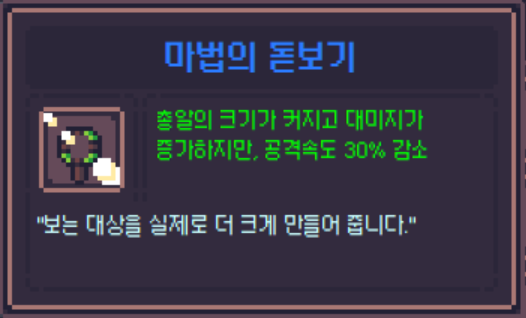 마법의 돋보기
총알의 크기가 커지고 대미지가
증가하지만, 공격속도 30% 감소
"보는 대상을 실제로 더 크게 만들어 줍니다."